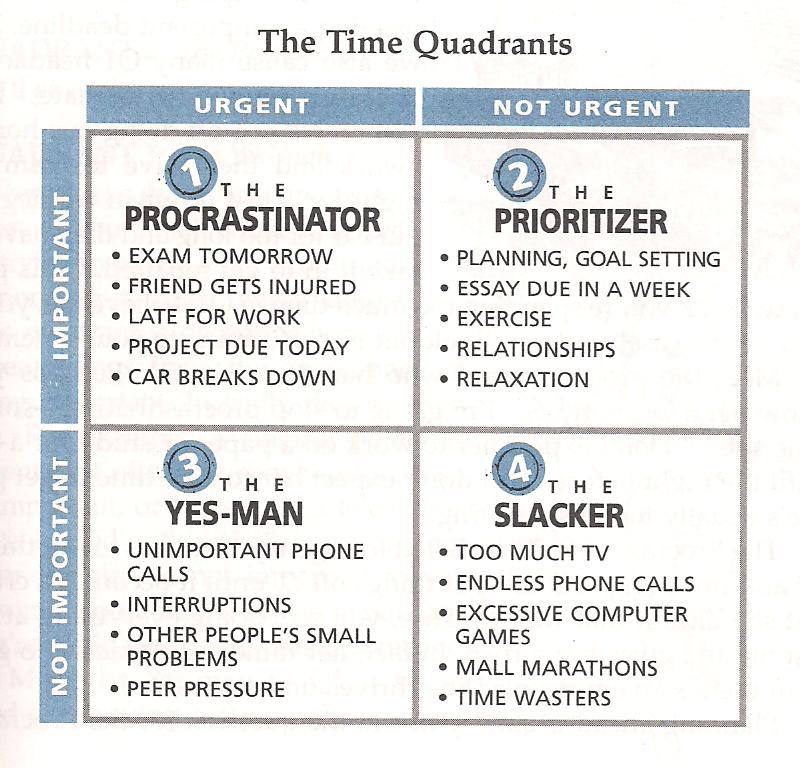 The Time Quadrants
URGENT
NOT URGENT
IMPORTANT
1 THE
PROCRASTINATOR
• EXAM TOMORROW
• FRIEND GETS INJURED
• LATE FOR WORK
• PROJECT DUE TODAY
• CAR BREAKS DOWN
2 THE
PRIORITIZER
• PLANNING, GOAL SETTING
• ESSAY DUE IN A WEEK
• EXERCISE
• RELATIONSHIPS
• RELAXATION
NOT IMPORTANT
3 THE
YES-MAN
• UNIMPORTANT PHONE
CALLS
• INTERRUPTIONS
• OTHER PEOPLE'S SMALL
PROBLEMS
• PEER PRESSURE
4 THE
SLACKER
• TOO MUCH TV
• ENDLESS PHONE CALLS
• EXCESSIVE COMPUTER
GAMES
• MALL MARATHONS
• TIME WASTERS